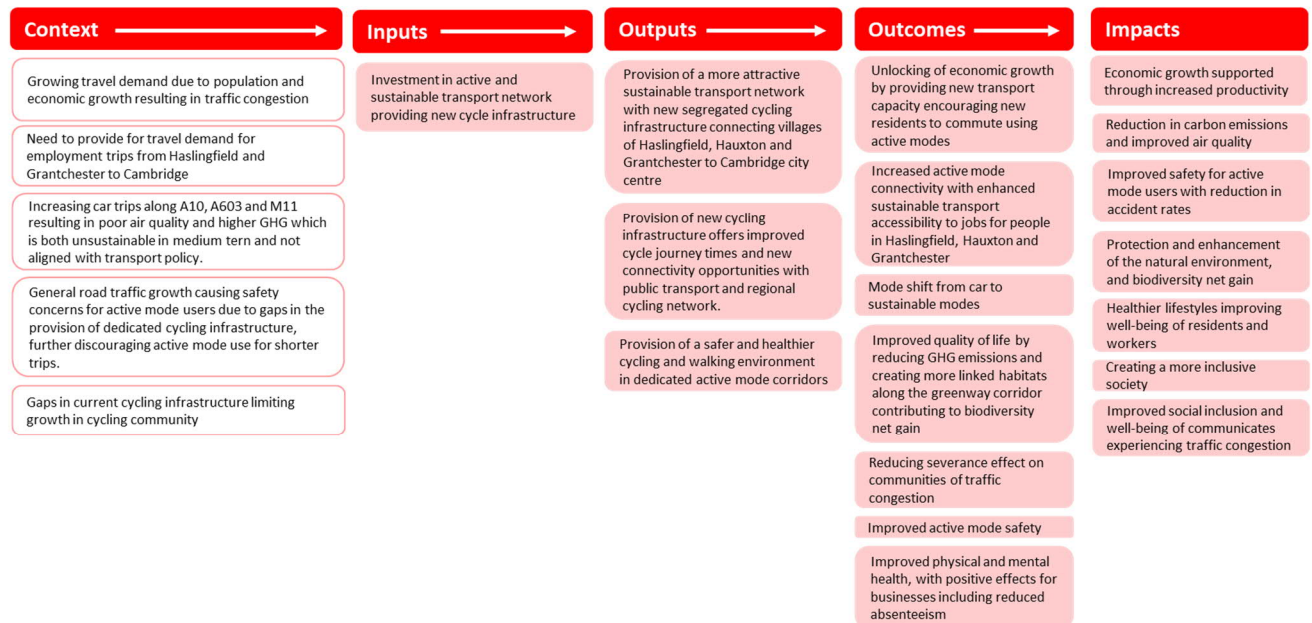 Context
Growing travel demand due to population and
economic growth resulting in traffic congestion
Need to provide for travel demand for
employment trips from Haslingfield and
Grantchester to Cambridge
Increasing car trips along A10, A603 and M11
resulting in poor air quality and higher GHG which
is both unsustainable in medium tern and not
aligned with transport policy.
General road traffic growth causing safety
concerns for active mode users due to gaps in the
provision of dedicated cycling infrastructure,
further discouraging active mode use for shorter
trips.
Gaps in current cycling infrastructure limiting
growth in cycling community
Inputs
Investment in active and
sustainable transport network
providing new cycle infrastructure
Outputs
Provision of a more attractive
sustainable transport network
with new segregated cycling
infrastructure connecting villages
of Haslingfield, Hauxton and
Grantchester to Cambridge city
centre
Provision of new cycling
infrastructure offers improved
cycle journey times and new
connectivity opportunities with
public transport and regional
cycling network.
Provision of a safer and healthier
cycling and walking environment
in dedicated active mode corridors
Outcomes
Unlocking of economic growth
by providing new transport
capacity encouraging new
residents to commute using
active modes
Increased active mode
connectivity with enhanced
sustainable transport
accessibility to jobs for people
in Haslingfield, Hauxton and
Grantchester
Mode shift from car to
sustainable modes
Improved quality of life by
reducing GHG emissions and
creating more linked habitats
along the greenway corridor
contributing to biodiversity
net gain
Reducing severance effect on
communities of traffic
congestion
Improved active mode safety
Improved physical and mental
health, with positive effects for
businesses including reduced
absenteeism
Impacts
Economic growth supported
through increased productivity
Reduction in carbon emissions
and improved air quality
Improved safety for active
mode users with reduction in
accident rates
Protection and enhancement
of the natural environment,
and biodiversity net gain
Healthier lifestyles improving
well-being of residents and
workers
Creating a more inclusive
society
Improved social inclusion and
well-being of communicates
experiencing traffic congestion